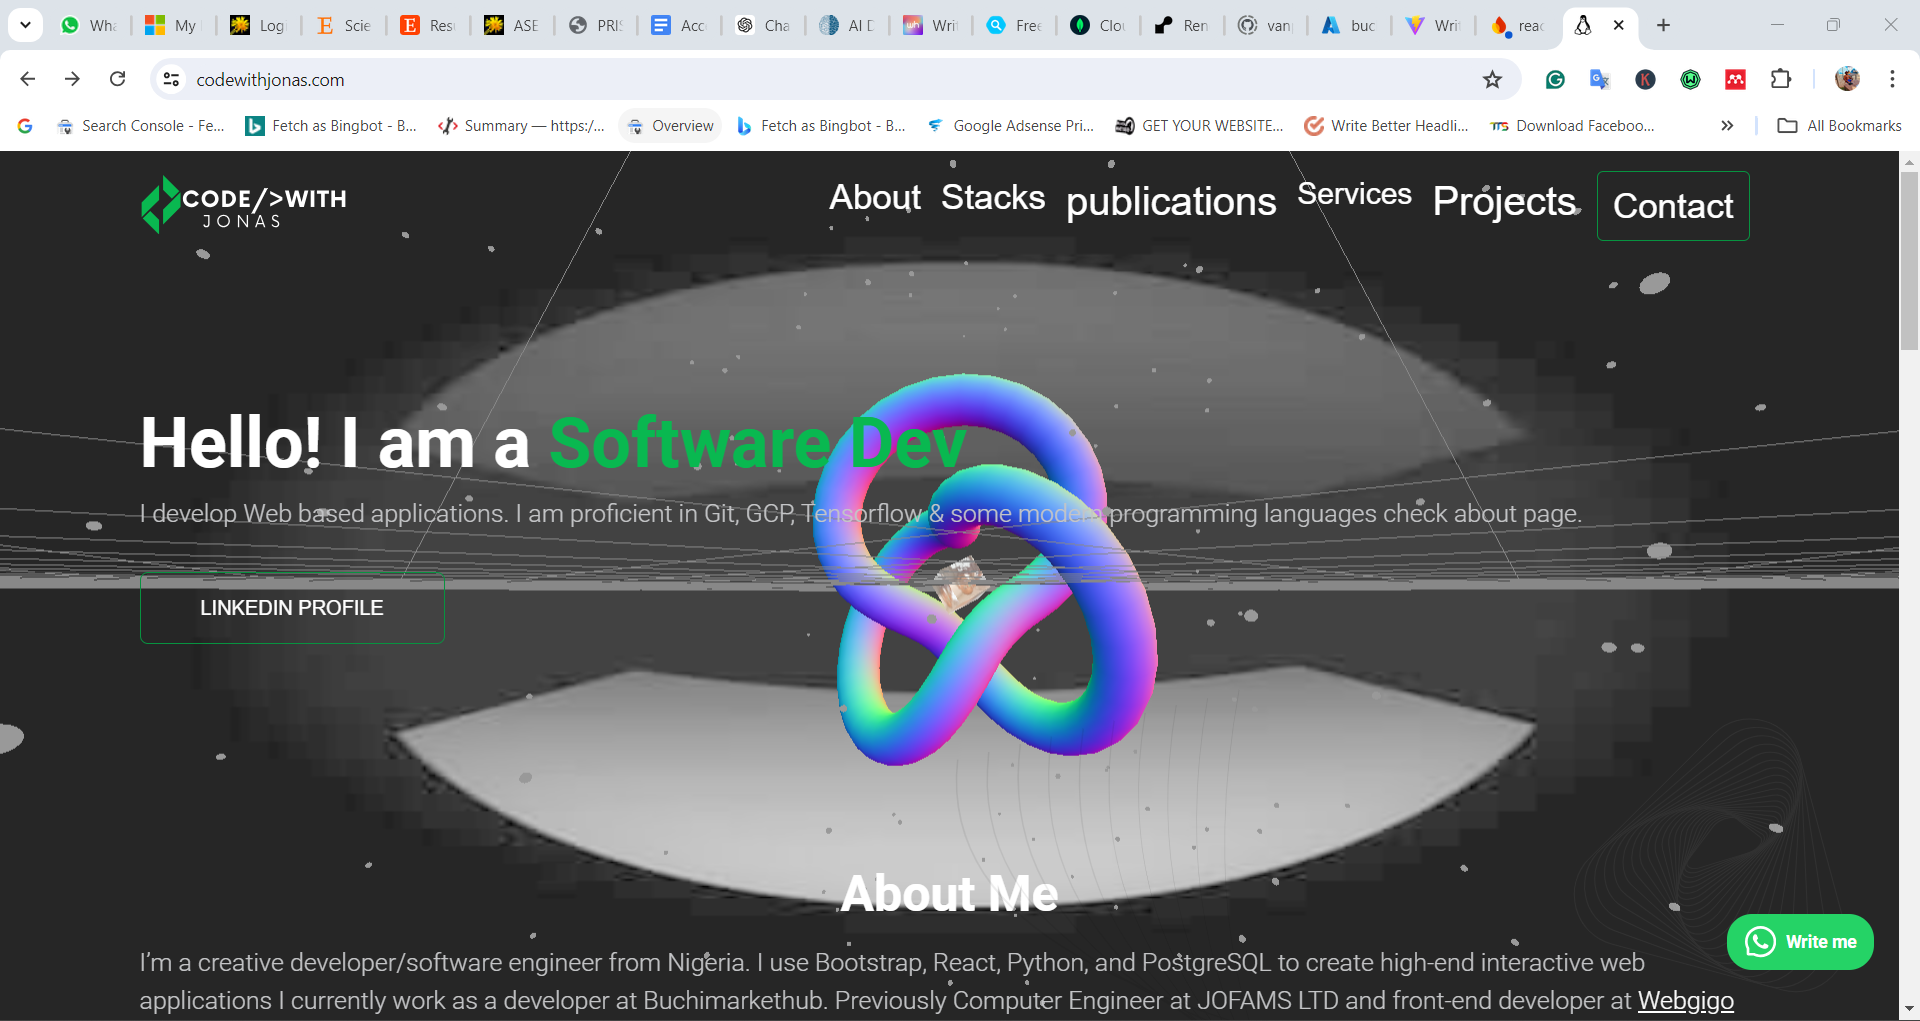 Wha
My
Log
Scie
Res
ASE
PRIS
Acc
Cha
AI D
Writ
Free
Clou
Ren
van
buc
Wri
reac
codewithjonas.com
Search Console - Fe...
Fetch as Bingbot - B...
Summary — https:/...
Overview
Fetch as Bingbot - B...
Google Adsense Pri...
GET YOUR WEBSITE...
Write Better Headli...
Download Faceboo...
All Bookmarks
CODE/>WITH
JONAS
About
Stacks
publications
Services
Projects
Contact
Hello! I am a Software Dev
I develop Web based applications. I am proficient in Git, GCP, Tensorflow & some modern programming languages check about page.
LINKEDIN PROFILE
About Me
I'm a creative developer/software engineer from Nigeria. I use Bootstrap, React, Python, and PostgreSQL to create high-end interactive web
applications I currently work as a developer at Buchimarkethub. Previously Computer Engineer at JOFAMS LTD and front-end developer at Webgigo
Write me